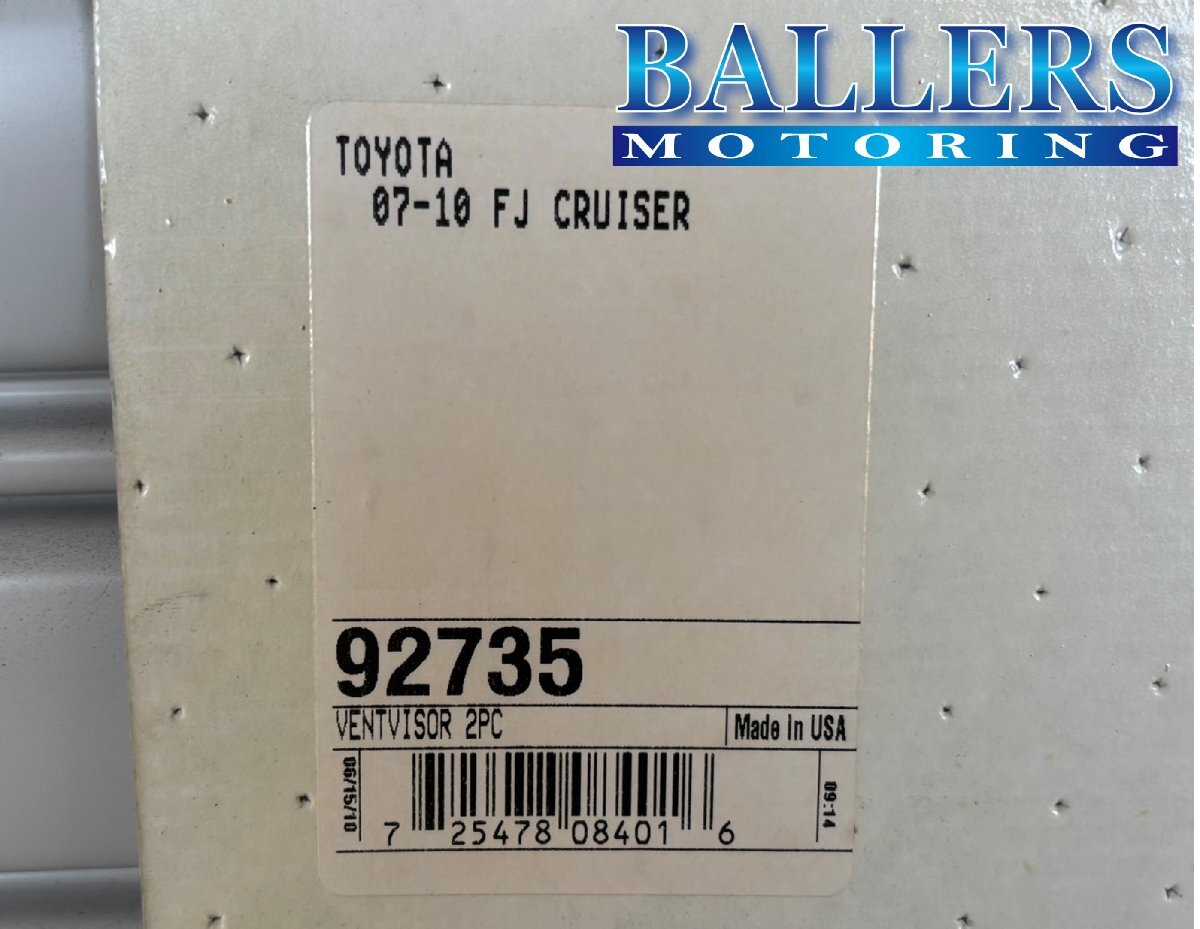 BALLERS
MOTORING
TOYOTA
07-10 FJ CRUISER
92735
VENTVISOR 2PC
Made In USA
06/15/10
7 25478 08401 6
09:14